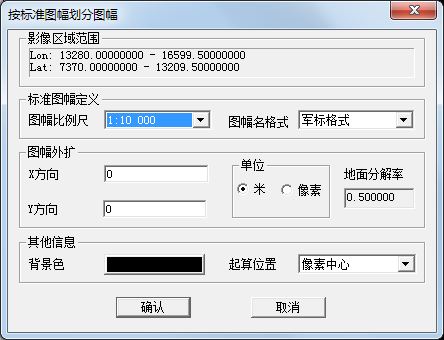 按标准图幅划分图幅
影像区域范围
Lon: 13280.00000000 - 16599.50000000
Lat: 7370.00000000 - 13209.50000000
标准图幅定义
图幅比例尺 1:10 000 图幅名格式 军标格式
图幅外扩
单位
X方向 0 米 像素 地面分解率
0.500000
Y方向 0
其他信息
背景色 起算位置 像素中心
确认 取消